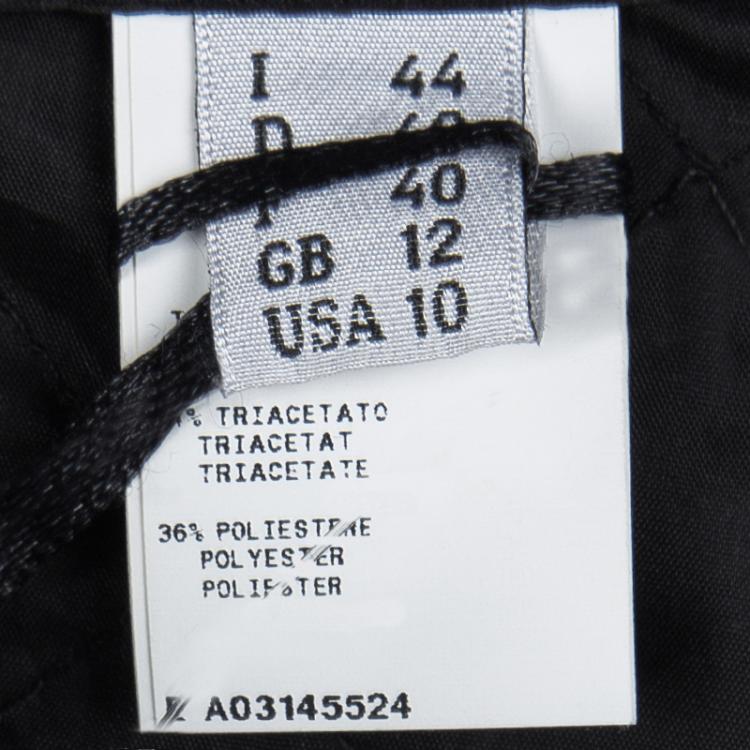 I 44
D
40
GB 12
USA 10
% TRIACETATO
TRIACETAT
TRIACETATE
36% POLIESTERE
POLYESTER
POLIESTER
A03145524